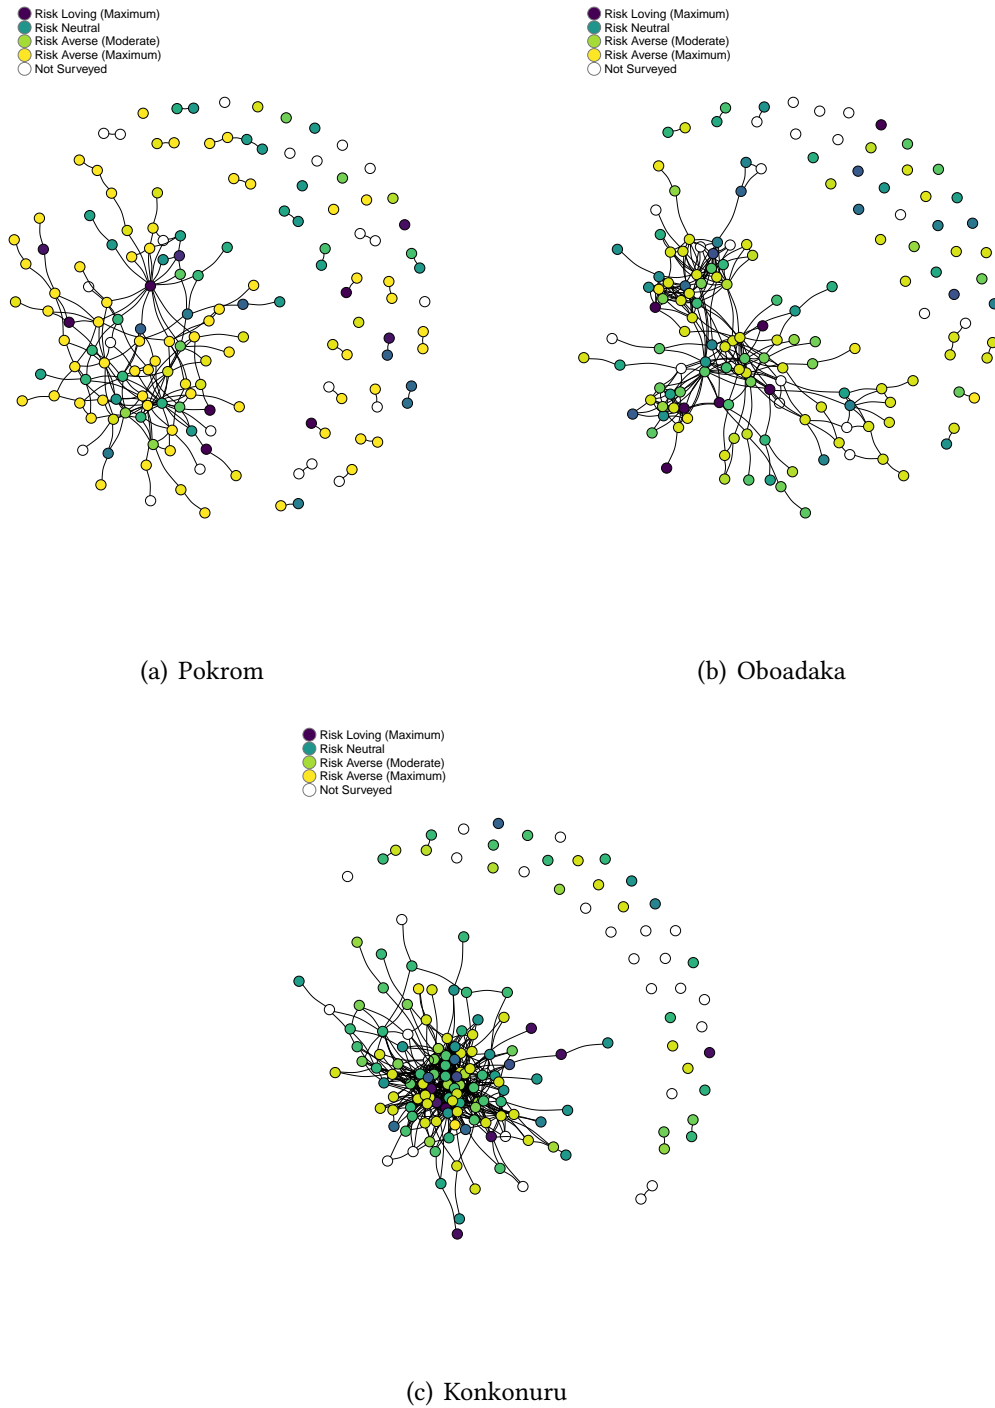 Risk Loving (Maximum)
Risk Neutral
Risk Averse (Moderate)
Risk Averse (Maximum)
Not Surveyed
(a) Pokrom
Risk Loving (Maximum)
Risk Neutral
Risk Averse (Moderate)
Risk Averse (Maximum)
Not Surveyed
(b) Oboadaka
Risk Loving (Maximum)
Risk Neutral
Risk Averse (Moderate)
Risk Averse (Maximum)
Not Surveyed
(c) Konkonuru